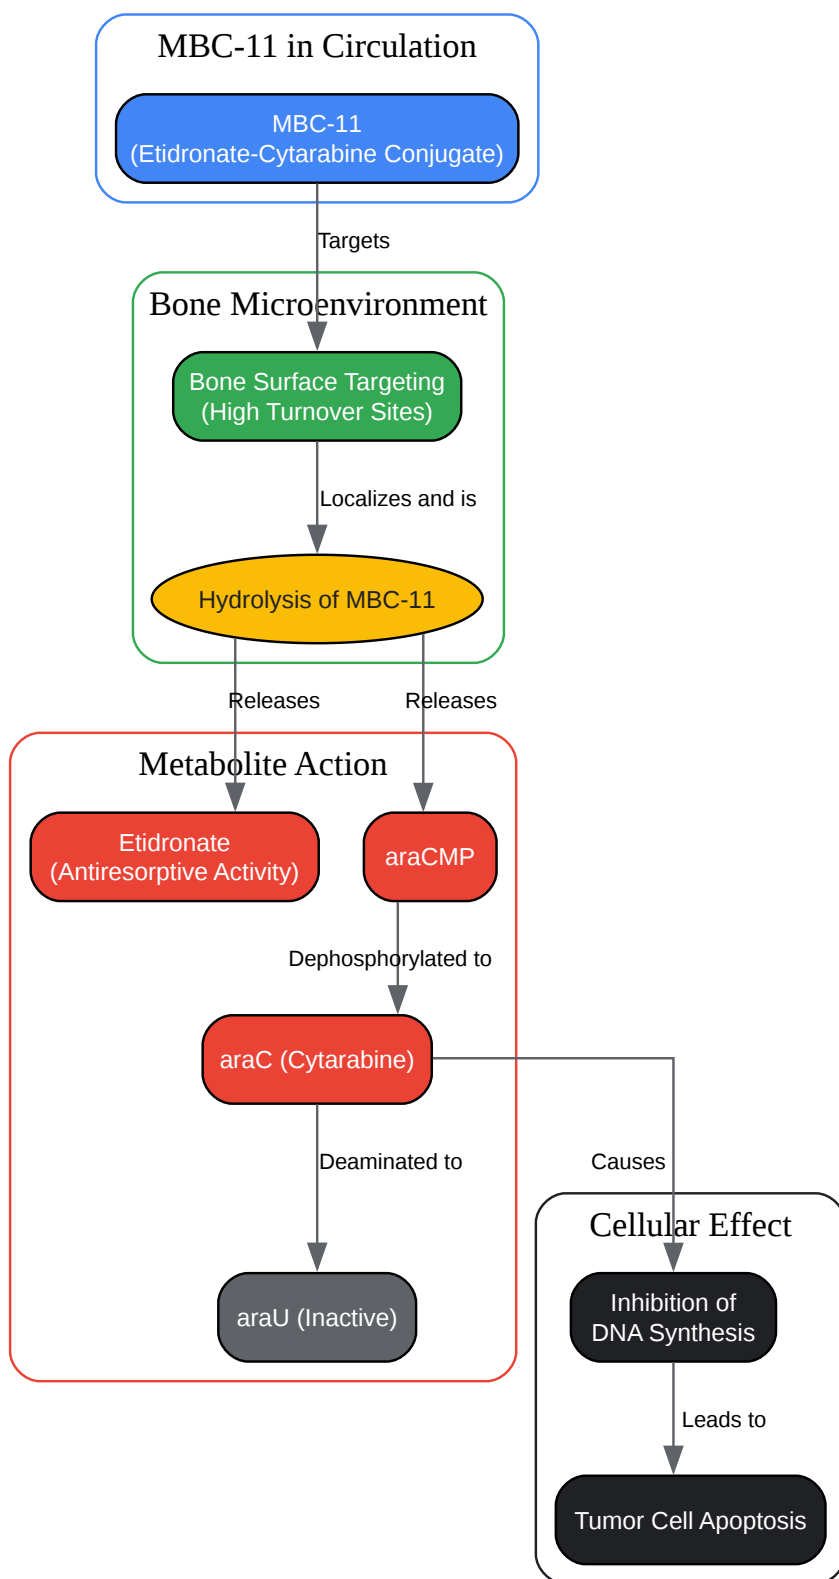 MBC-11 in Circulation
MBC-11
(Etidronate-Cytarabine Conjugate)
Targets
Bone Microenvironment
Bone Surface Targeting
(High Turnover Sites)
Localizes and is
Hydrolysis of MBC-11
Releases
Releases
Metabolite Action
Etidronate
(Antiresorptive Activity)
araCMP
Dephosphorylated to
araC (Cytarabine)
Deaminated to
Causes
Cellular Effect
araU (Inactive)
Inhibition of
DNA Synthesis
Leads to
Tumor Cell Apoptosis